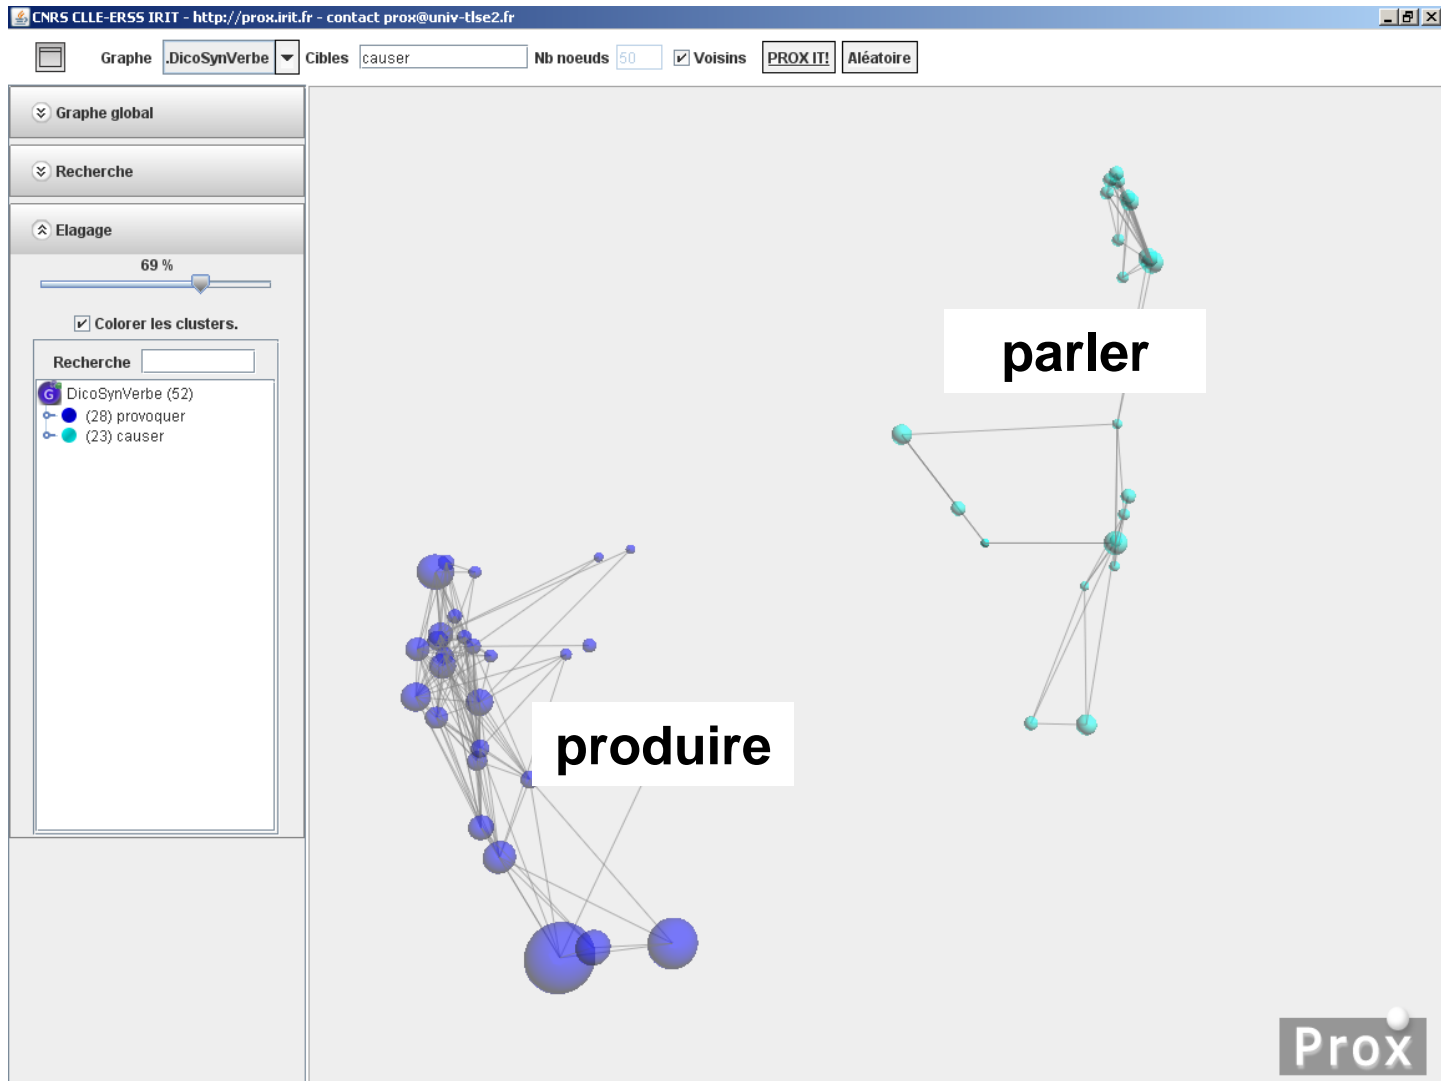 CNRS CLLE-ERSS IRIT - http://prox.irit.fr - contact prox@univ-tlse2.fr
Graphe .DicoSynVerbe Cibles causer Nb noeuds 50 Voisins PROX IT! Aléatoire
Graphe global
Recherche
Elagage
69 %
Colorer les clusters.
Recherche
G DicoSynVerbe (52)
(28) provoquer
(23) causer
parler
produire
Prox